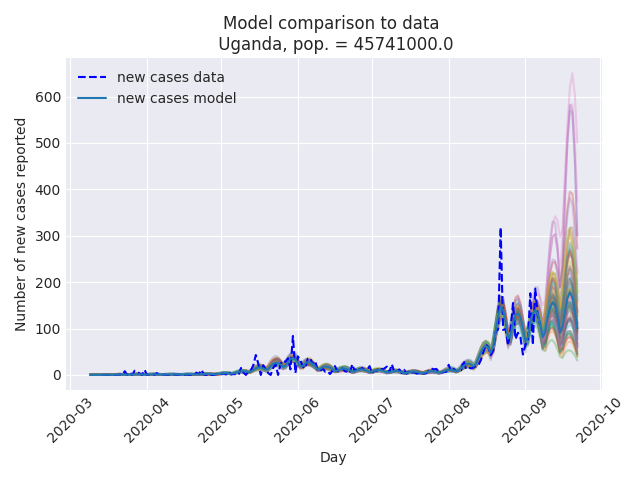 Model comparison to data
Uganda, pop. = 45741000.0
new cases data
new cases model
Number of new cases reported
600
500
400
300
200
100
0
2020-03
2020-04
2020-05
2020-06
2020-07
2020-08
2020-09
2020-10
Day